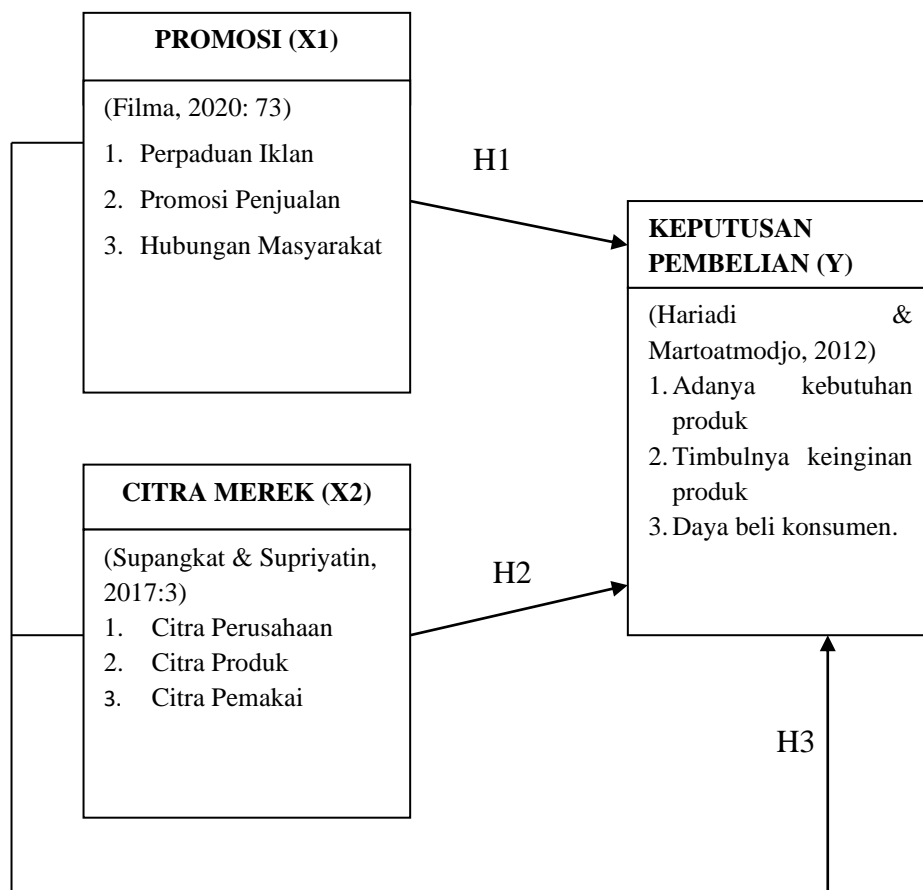 PROMOSI (X1)
(Filma, 2020: 73)
1. Perpaduan Iklan
2. Promosi Penjualan
3. Hubungan Masyarakat
H1
KEPUTUSAN
PEMBELIAN (Y)
(Hariadi &
Martoatmodjo, 2012)
1. Adanya kebutuhan
produk
2. Timbulnya keinginan
produk
3. Daya beli konsumen.
CITRA MEREK (X2)
(Supangkat & Supriyatin,
2017:3)
1. Citra Perusahaan
2. Citra Produk
3. Citra Pemakai
H2
H3